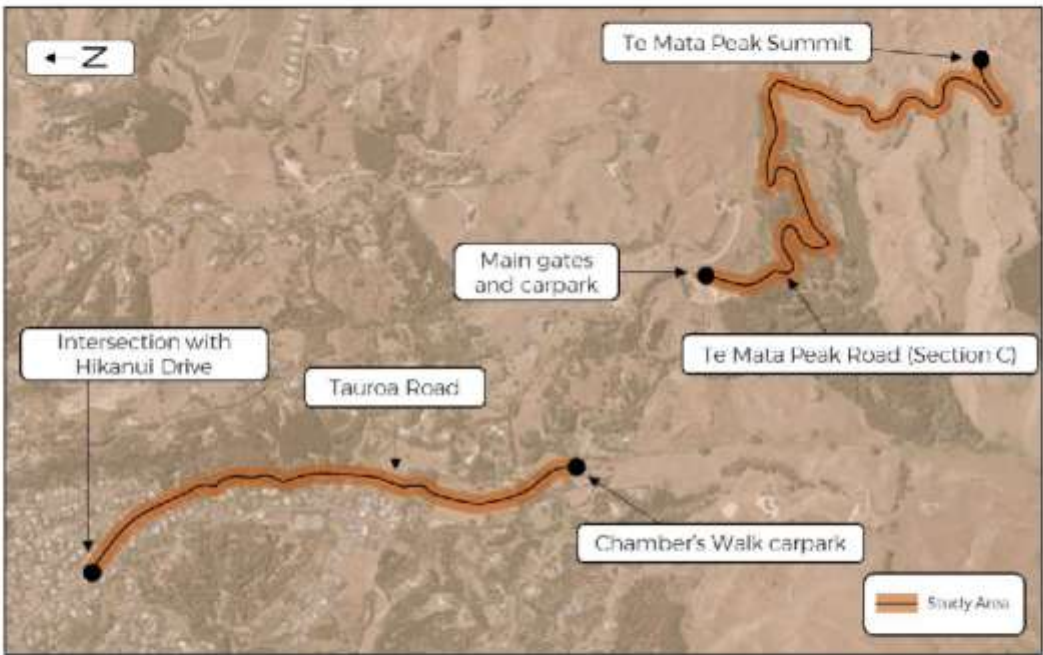 N
Te Mata Peak Summit
Main gates
and carpark
Intersection with
Hikanui Drive
Te Mata Peak Road (Section C)
Tauroa Road
Chamber's Walk carpark
Study Area